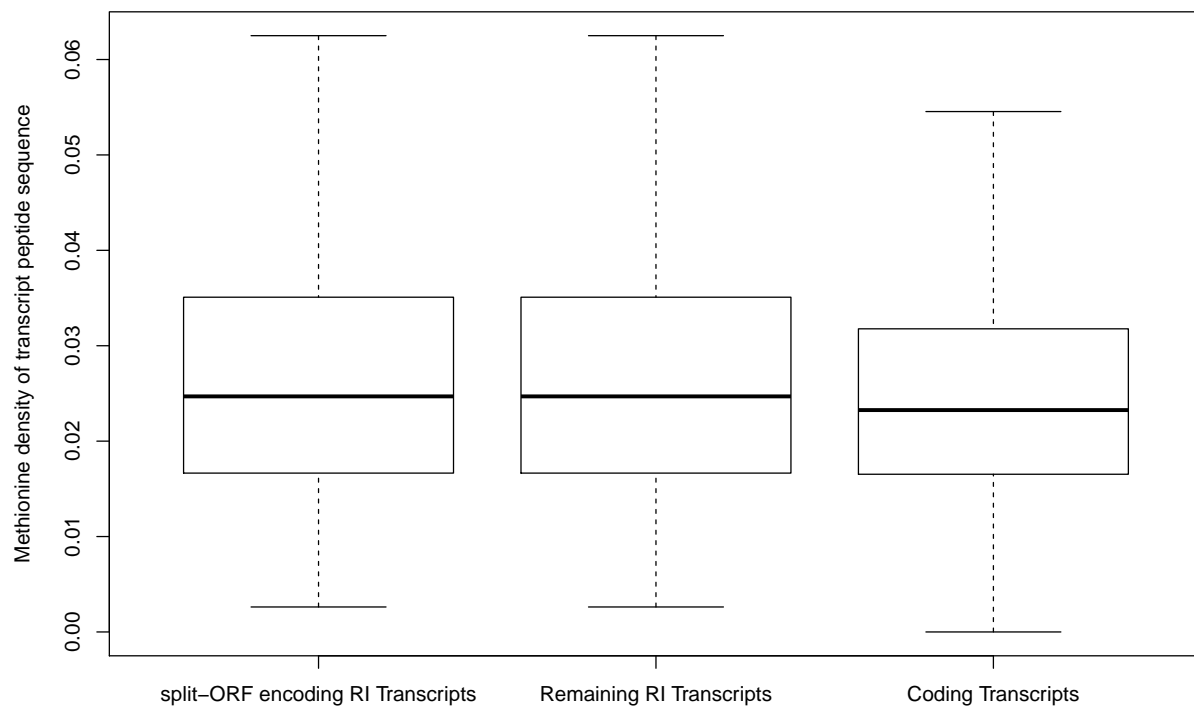 Methionine density of transcript peptide sequence
0.06
0.05
0.04
0.03
0.02
0.01
0.00
split−ORF encoding RI Transcripts
Remaining RI Transcripts
Coding Transcripts